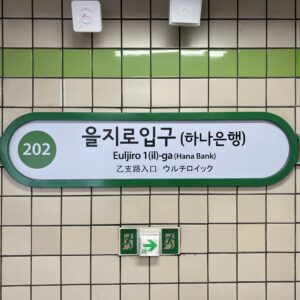 202
을지로입구 (하나은행)
Euljiro 1(il)-ga (Hana Bank)
乙支路入口 ウルチロイック